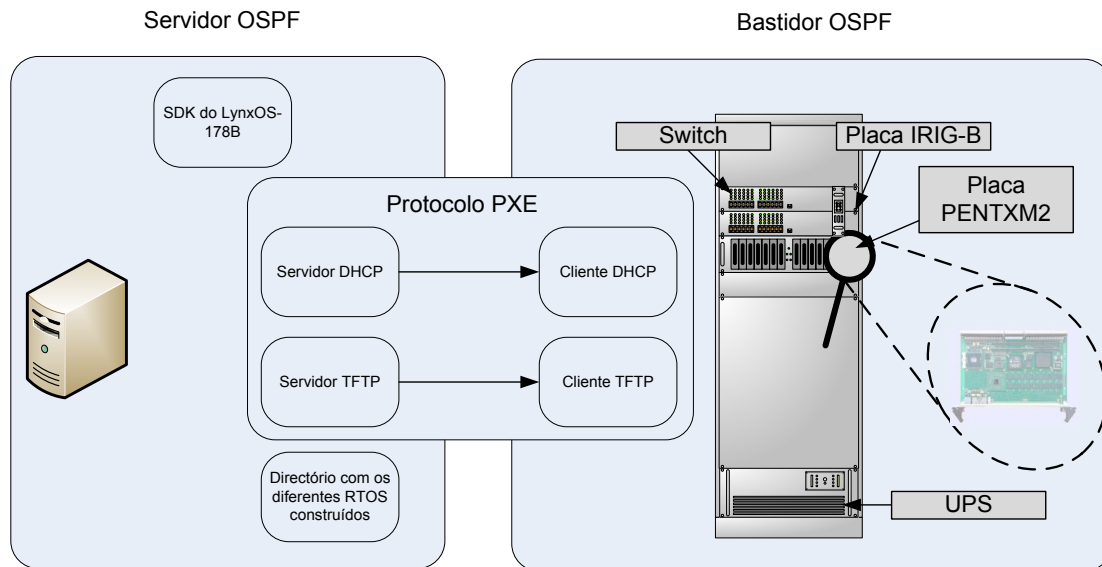 Servidor OSPF
Bastidor OSPF
SDK do LynxOS-
178B
Switch
Placa IRIG-B
Placa
PENTXM2
Protocolo PXE
Servidor DHCP
Cliente DHCP
Servidor TFTP
Cliente TFTP
Directório com os
diferentes RTOS
construídos
UPS